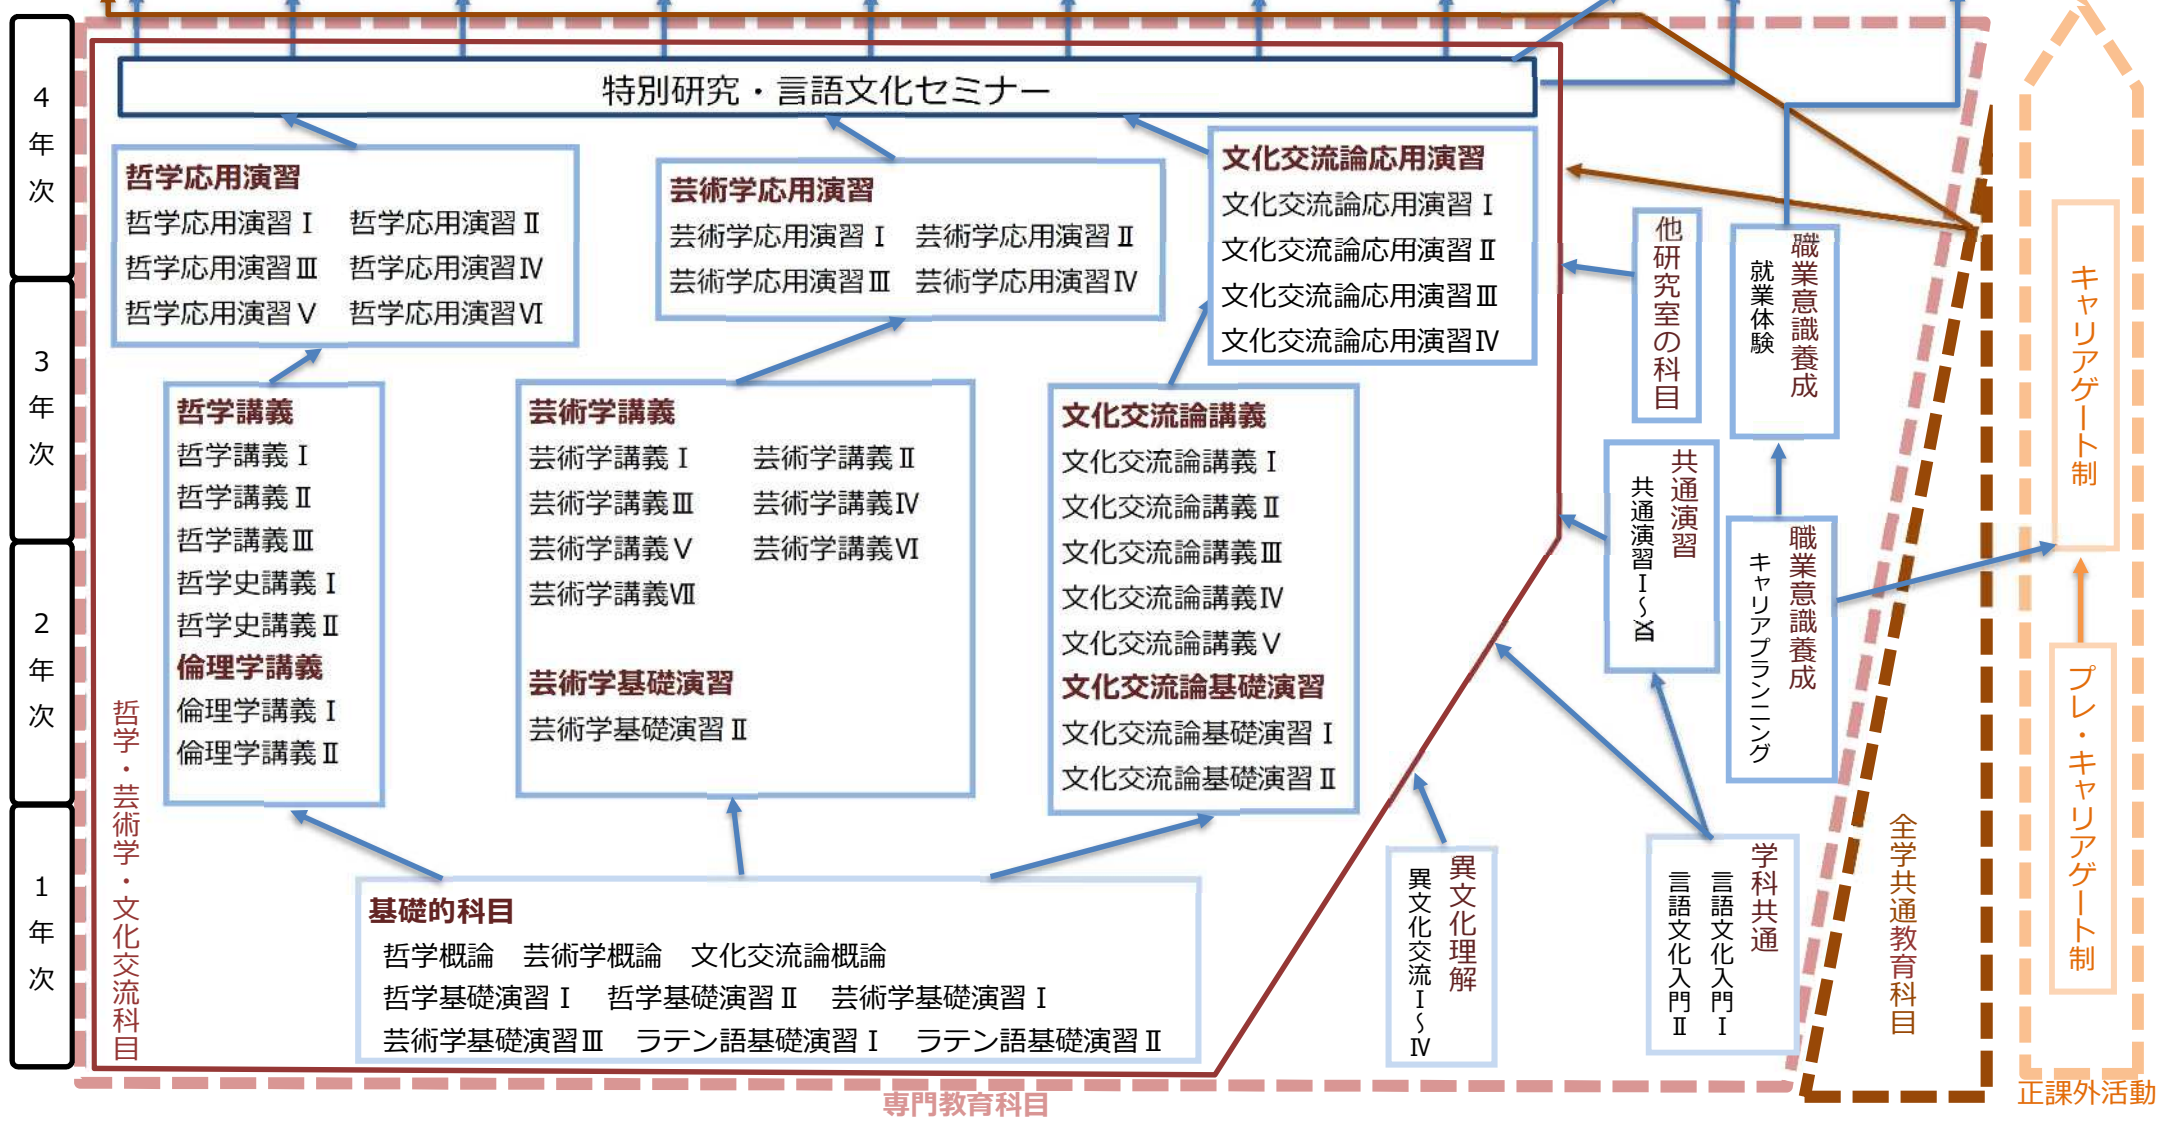 4年次
3年次
2年次
1年次
特別研究・言語文化セミナー
哲学応用演習
哲学応用演習Ⅰ 哲学応用演習Ⅱ
哲学応用演習Ⅲ 哲学応用演習Ⅳ
哲学応用演習Ⅴ 哲学応用演習Ⅵ
芸術学応用演習
芸術学応用演習Ⅰ 芸術学応用演習Ⅱ
芸術学応用演習Ⅲ 芸術学応用演習Ⅳ
文化交流論応用演習
文化交流論応用演習Ⅰ
文化交流論応用演習Ⅱ
文化交流論応用演習Ⅲ
文化交流論応用演習Ⅳ
哲学講義
哲学講義Ⅰ
哲学講義Ⅱ
哲学講義Ⅲ
哲学史講義Ⅰ
哲学史講義Ⅱ
倫理学講義
倫理学講義Ⅰ
倫理学講義Ⅱ
芸術学講義
芸術学講義Ⅰ 芸術学講義Ⅱ
芸術学講義Ⅲ 芸術学講義Ⅳ
芸術学講義Ⅴ 芸術学講義Ⅵ
芸術学講義Ⅶ
芸術学基礎演習
芸術学基礎演習Ⅱ
文化交流論講義
文化交流論講義Ⅰ
文化交流論講義Ⅱ
文化交流論講義Ⅲ
文化交流論講義Ⅳ
文化交流論講義Ⅴ
文化交流論基礎演習
文化交流論基礎演習Ⅰ
文化交流論基礎演習Ⅱ
基礎的科目
哲学概論 芸術学概論 文化交流論概論
哲学基礎演習Ⅰ 哲学基礎演習Ⅱ 芸術学基礎演習Ⅰ
芸術学基礎演習Ⅲ ラテン語基礎演習Ⅰ ラテン語基礎演習Ⅱ
哲学・芸術学・文化交流科目
他研究室の科目
職業意識養成
就業体験
共通演習
共通演習Ⅰ～
職業意識養成
キャリアプランニング
異文化理解
異文化交流Ⅰ～Ⅳ
学科共通
言語文化入門Ⅰ
言語文化入門Ⅱ
全学共通教育科目
キャリアゲート制
プレ・キャリアゲート制
専門教育科目
正課外活動